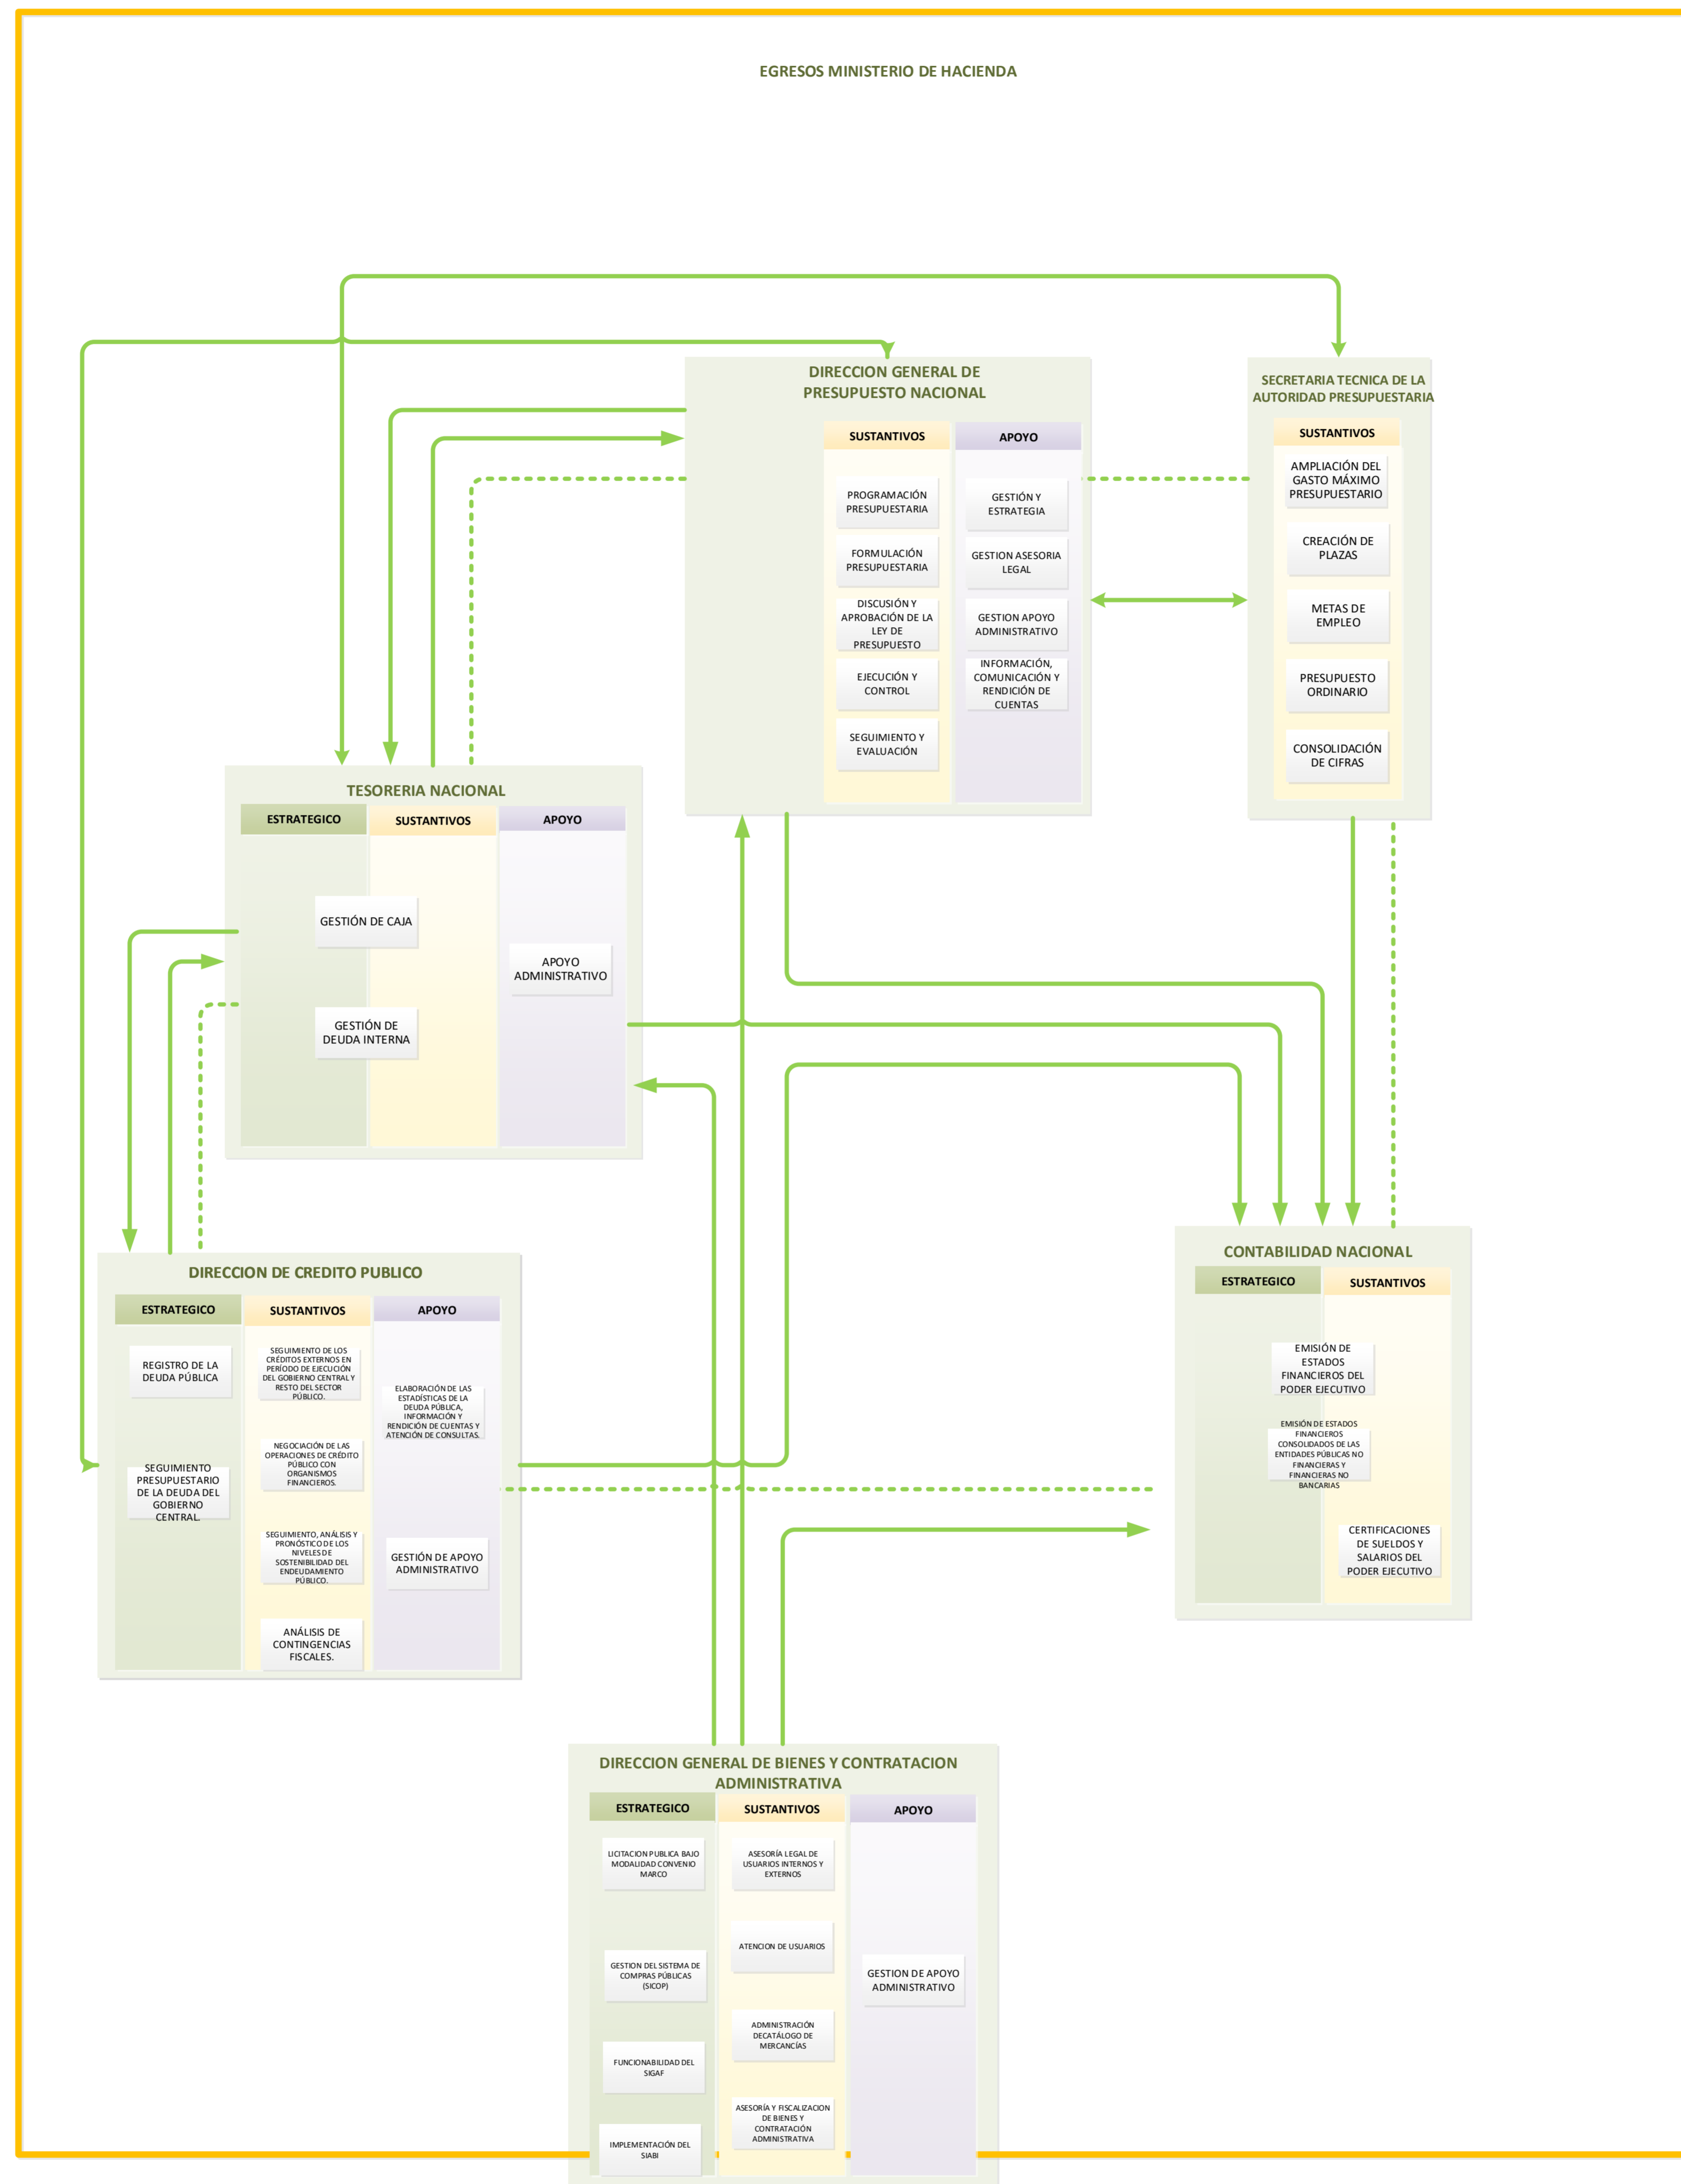 EGRESOS MINISTERIO DE HACIENDA
DIRECCION GENERAL DE
PRESUPUESTO NACIONAL
SUSTANTIVOS
PROGRAMACIÓN
PRESUPUESTARIA
FORMULACIÓN
PRESUPUESTARIA
DISCUSIÓN Y
APROBACIÓN DE LA
LEY DE
PRESUPUESTO
EJECUCIÓN Y
CONTROL
SEGUIMIENTO Y
EVALUACIÓN
APOYO
GESTIÓN Y
ESTRATEGIA
GESTION ASESORIA
LEGAL
GESTION APOYO
ADMINISTRATIVO
INFORMACIÓN,
COMUNICACIÓN Y
RENDICIÓN DE
CUENTAS
SECRETARIA TECNICA DE LA
AUTORIDAD PRESUPUESTARIA
SUSTANTIVOS
AMPLIACIÓN DEL
GASTO MÁXIMO
PRESUPUESTARIO
CREACIÓN DE
PLAZAS
METAS DE
EMPLEO
PRESUPUESTO
ORDINARIO
CONSOLIDACIÓN
DE CIFRAS
TESORERIA NACIONAL
ESTRATEGICO
SUSTANTIVOS
APOYO
GESTIÓN DE CAJA
GESTIÓN DE
DEUDA INTERNA
APOYO
ADMINISTRATIVO
DIRECCION DE CREDITO PUBLICO
ESTRATEGICO
REGISTRO DE LA
DEUDA PÚBLICA
SEGUIMIENTO
PRESUPUESTARIO
DE LA DEUDA DEL
GOBIERNO
CENTRAL.
SUSTANTIVOS
SEGUIMIENTO DE LOS
CRÉDITOS EXTERNOS EN
PERÍODO DE EJECUCIÓN
DEL GOBIERNO CENTRAL Y
RESTO DEL SECTOR
PÚBLICO.
NEGOCIACIÓN DE LAS
OPERACIONES DE CRÉDITO
PÚBLICO CON
ORGANISMOS
FINANCIEROS.
SEGUIMIENTO, ANÁLISIS Y
PRONÓSTICO DE LOS
NIVELES DE
SOSTENIBILIDAD DEL
ENDEUDAMIENTO
PÚBLICO.
ANÁLISIS DE
CONTINGENCIAS
FISCALES.
APOYO
ELABORACIÓN DE LAS
ESTADÍSTICAS DE LA
DEUDA PÚBLICA,
INFORMACIÓN Y
RENDICIÓN DE CUENTAS Y
ATENCIÓN DE CONSULTAS.
GESTIÓN DE APOYO
ADMINISTRATIVO
CONTABILIDAD NACIONAL
ESTRATEGICO
SUSTANTIVOS
EMISIÓN DE
ESTADOS
FINANCIEROS DEL
PODER EJECUTIVO
EMISIÓN DE ESTADOS
FINANCIEROS
CONSOLIDADOS DE LAS
ENTIDADES PÚBLICAS NO
FINANCIERAS Y
FINANCIERAS NO
BANCARIAS
CERTIFICACIONES
DE SUELDOS Y
SALARIOS DEL
PODER EJECUTIVO
DIRECCION GENERAL DE BIENES Y CONTRATACION
ADMINISTRATIVA
ESTRATEGICO
LICITACION PUBLICA BAJO
MODALIDAD CONVENIO
MARCO
GESTION DEL SISTEMA DE
COMPRAS PÚBLICAS
(SICOP)
FUNCIONABILIDAD DEL
SIGAF
IMPLEMENTACIÓN DEL
SIABI
SUSTANTIVOS
ASESORÍA LEGAL DE
USUARIOS INTERNOS Y
EXTERNOS
ATENCION DE USUARIOS
ADMINISTRACIÓN
DECATÁLOGO DE
MERCANCÍAS
ASESORÍA Y FISCALIZACION
DE BIENES Y
CONTRATACIÓN
ADMINISTRATIVA
APOYO
GESTION DE APOYO
ADMINISTRATIVO